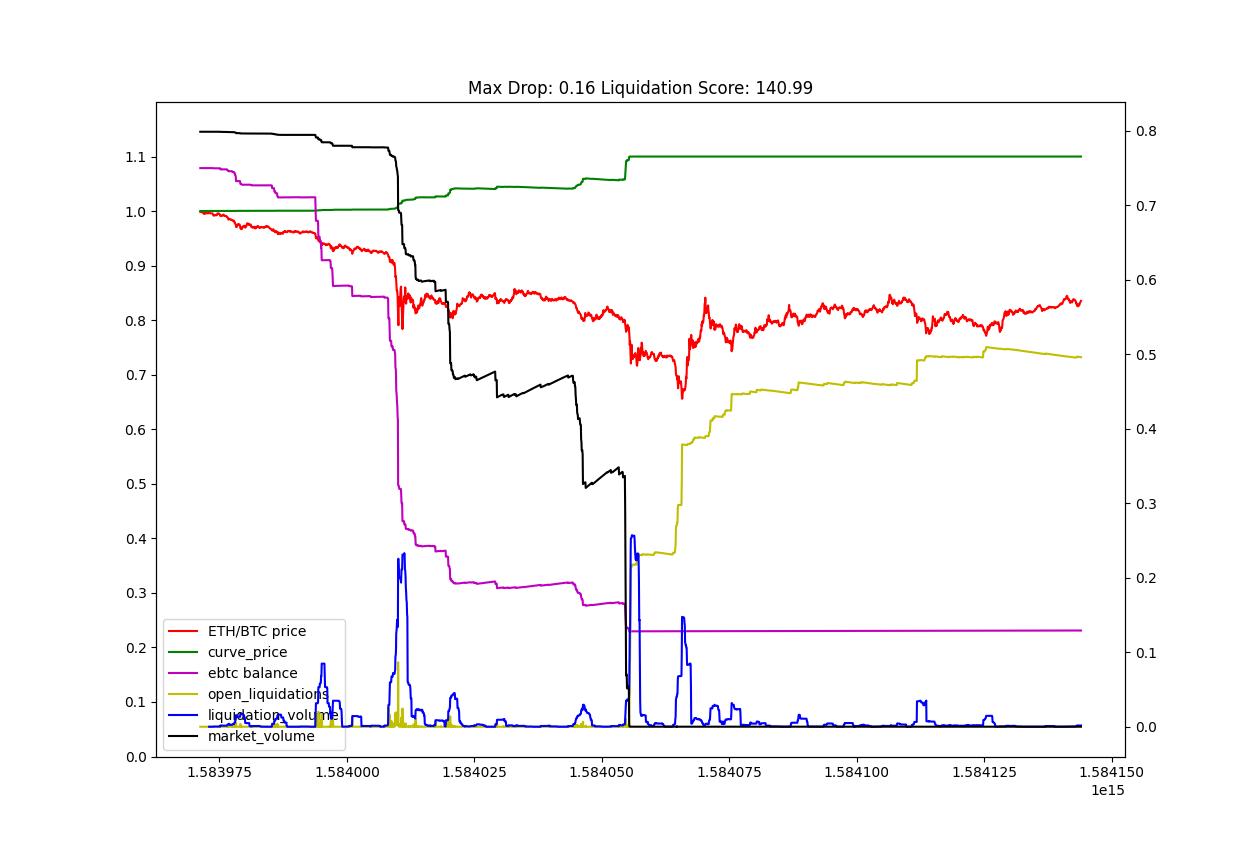 Max Drop: 0.16 Liquidation Score: 140.99
1.1
1.0
0.9
0.8
0.7
0.6
0.5
0.4
0.3
0.2
0.1
0.0
0.8
0.7
0.6
0.5
0.4
0.3
0.2
0.1
0.0
ETH/BTC price
curve_price
ebtc balance
open_liquidations
liquidation_volume
market_volume
1.583975 1.584000 1.584025 1.584050 1.584075 1.584100 1.584125 1.584150
1e15